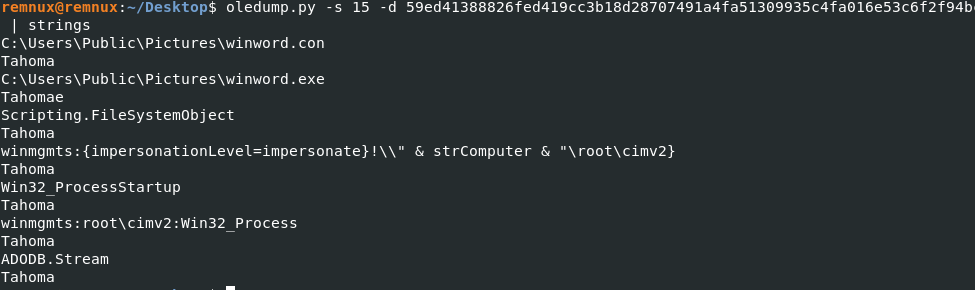 remnux@remnux:~/Desktop$ oledump.py -s 15 -d 59ed41388826fed419cc3b18d28707491a4fa51309935c4fa016e53c6f2f94b
| strings
C:\Users\Public\Pictures\winword.con
Tahoma
C:\Users\Public\Pictures\winword.exe
Tahomae
Scripting.FileSystemObject
Tahoma
winmgmts:{impersonationLevel=impersonate}!\\" & strComputer & "\root\cimv2}
Tahoma
Win32_ProcessStartup
Tahoma
winmgmts:root\cimv2:Win32_Process
Tahoma
ADODB.Stream
Tahoma